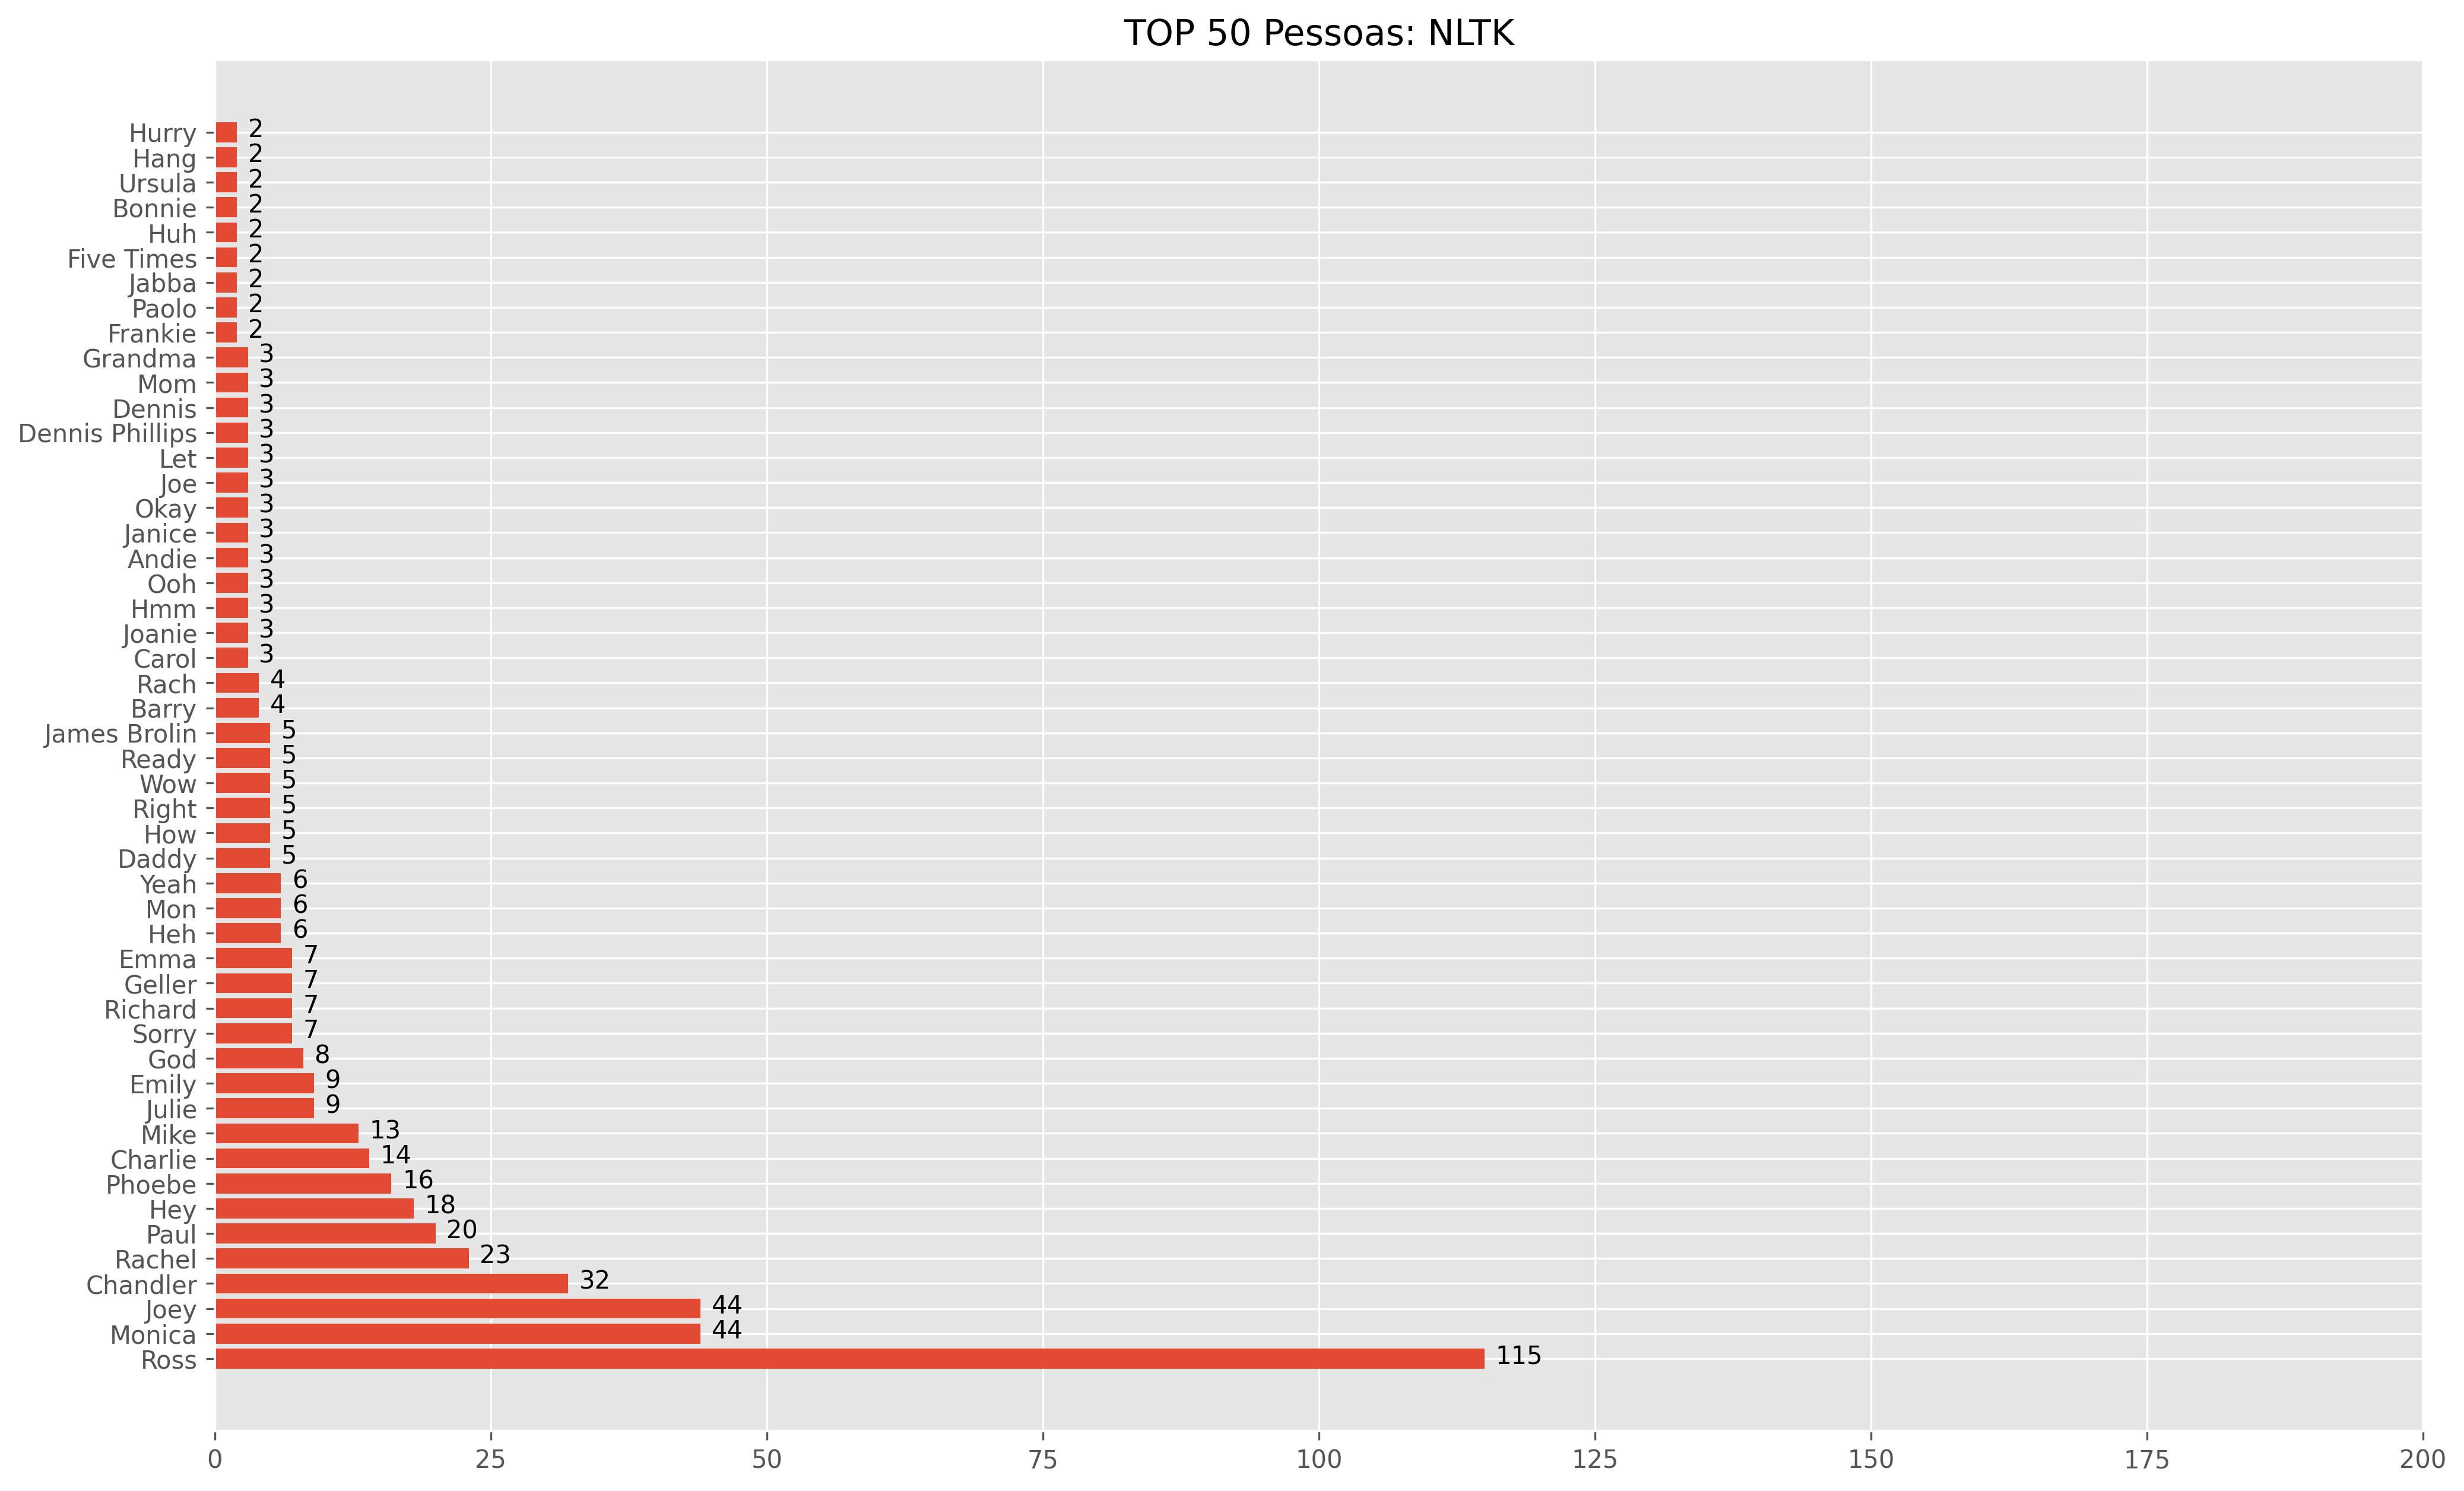 TOP 50 Pessoas: NLTK
Hurry 2
Hang 2
Ursula 2
Bonnie 2
Huh 2
Five Times 2
Jabba 2
Paolo 2
Frankie 2
Grandma 3
Mom 3
Dennis 3
Dennis Phillips 3
Let 3
Joe 3
Okay 3
Janice 3
Andie 3
Ooh 3
Hmm 3
Joanie 3
Carol 3
Rach 4
Barry 4
James Brolin 5
Ready 5
Wow 5
Right 5
How 5
Daddy 5
Yeah 6
Mon 6
Heh 6
Emma 7
Geller 7
Richard 7
Sorry 7
God 8
Emily 9
Julie 9
Mike 13
Charlie 14
Phoebe 16
Hey 18
Paul 20
Rachel 23
Chandler 32
Joey 44
Monica 44
Ross 115
0 25 50 75 100 125 150 175 200